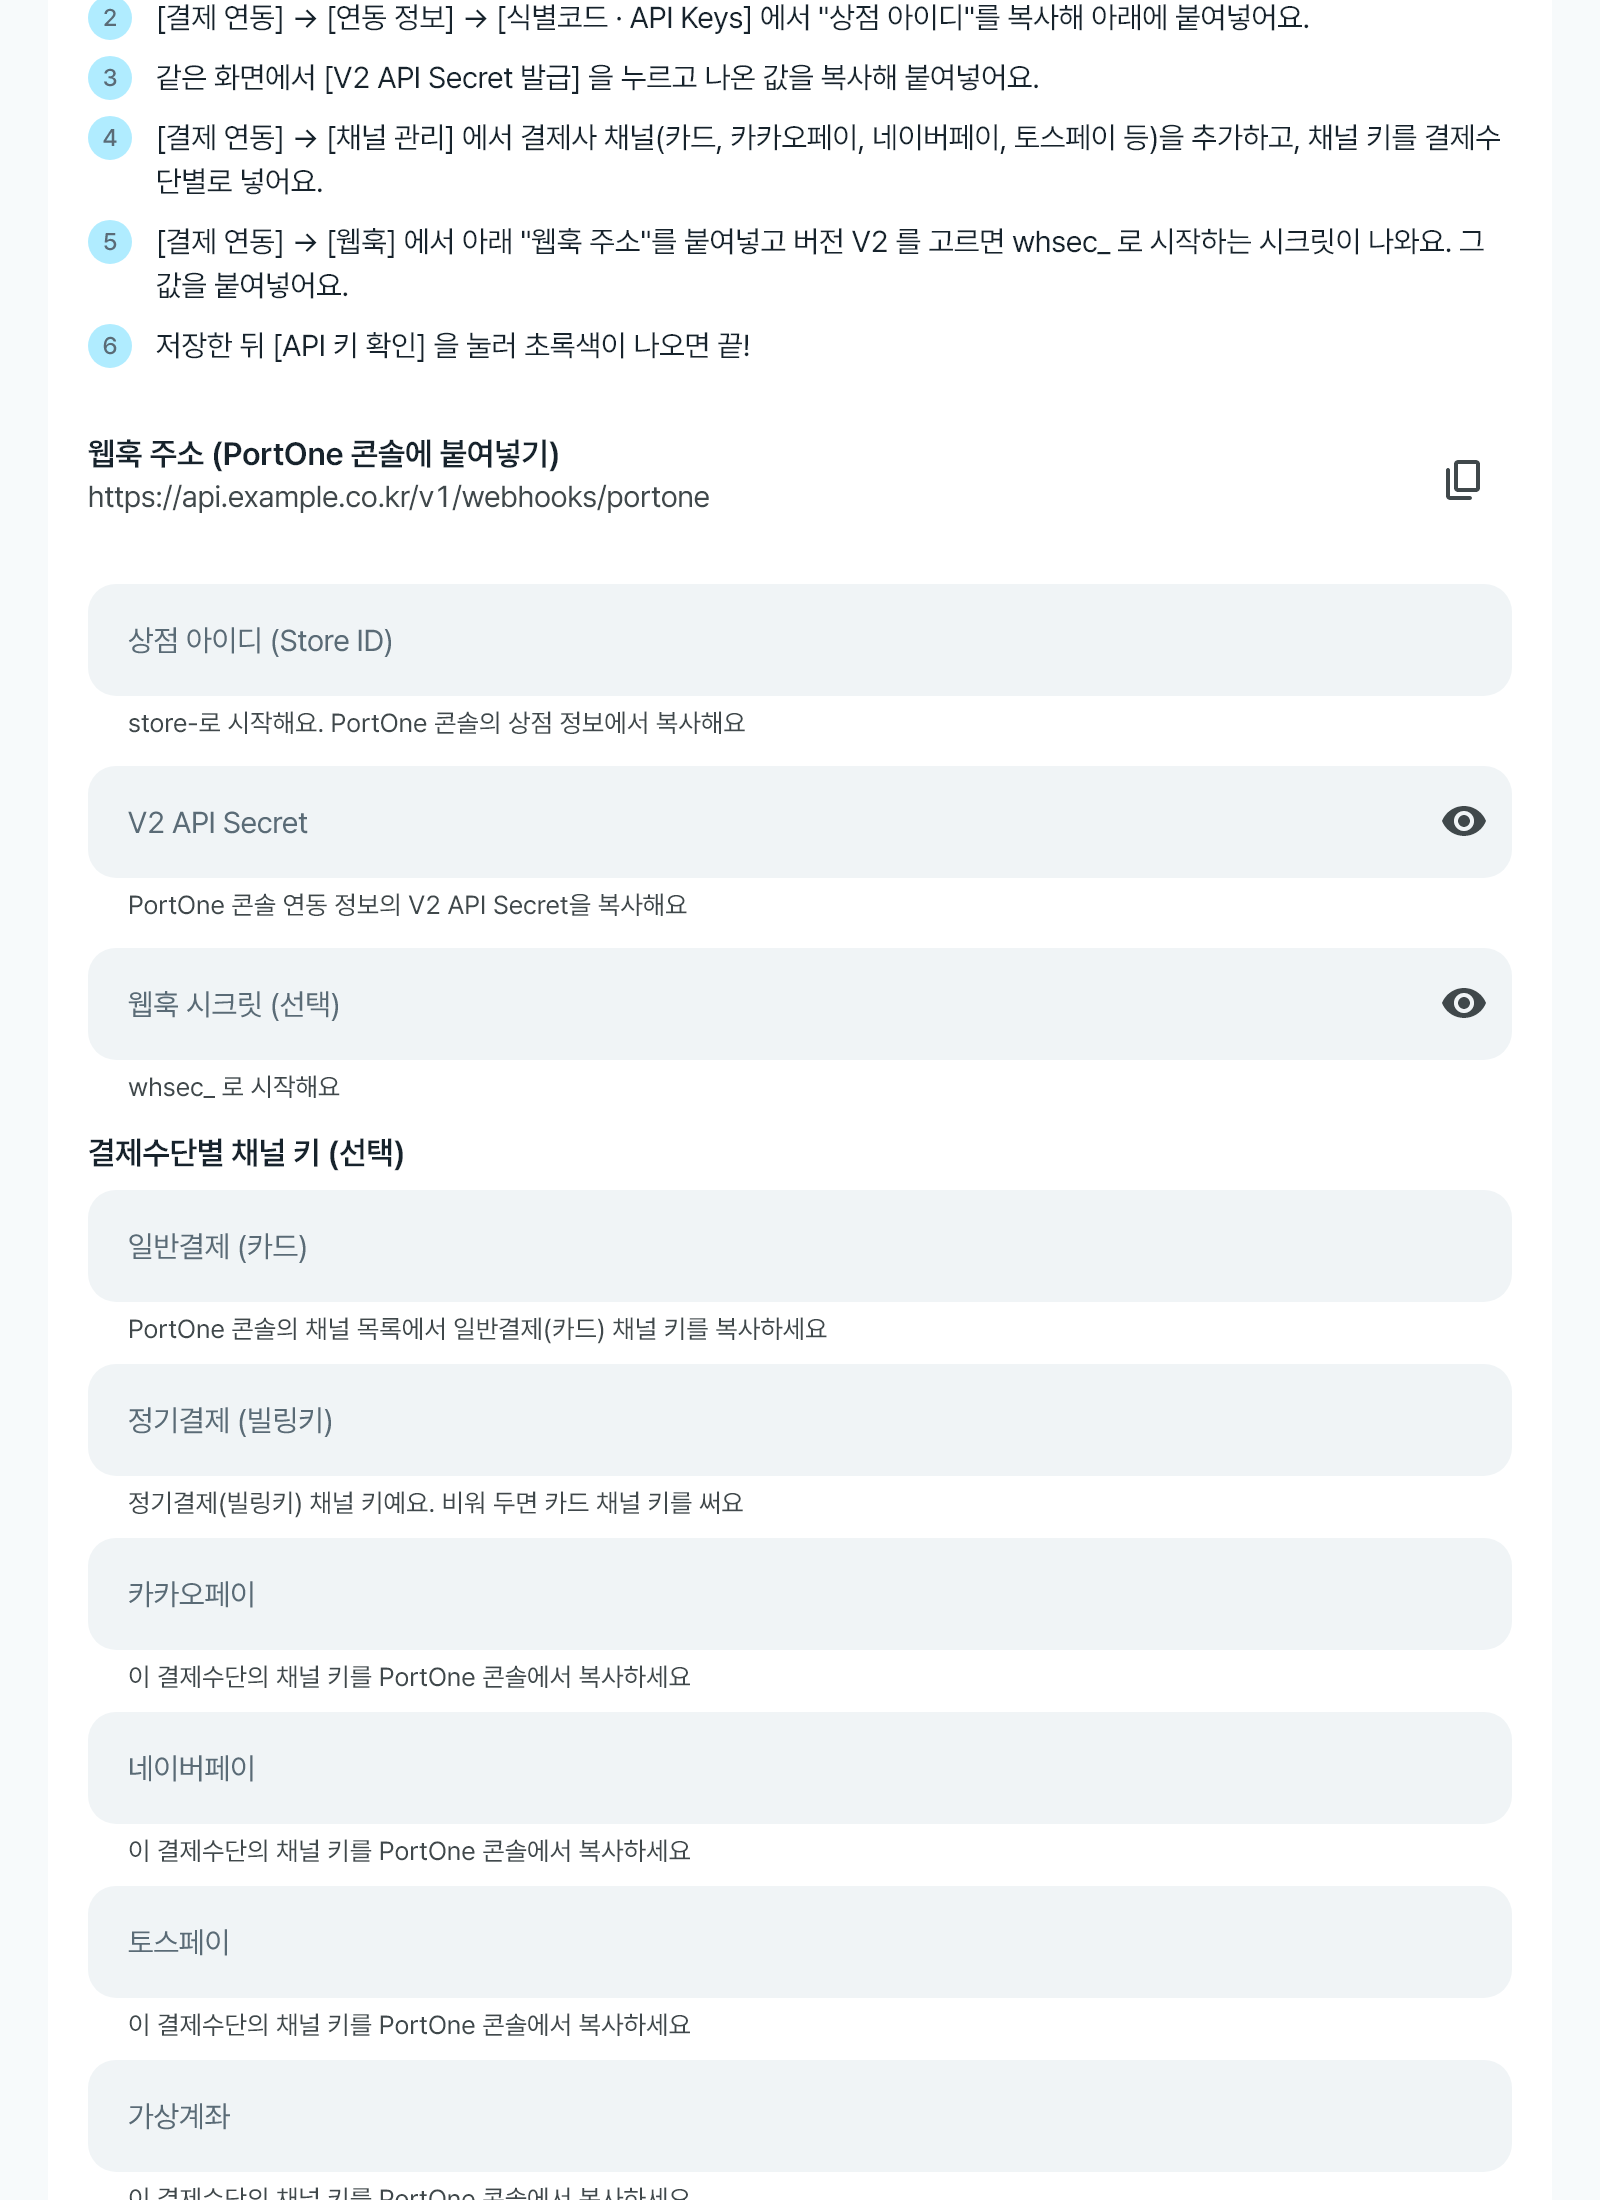 2 [결제 연동] → [연동 정보] → [식별코드 · API Keys] 에서 "상점 아이디"를 복사해 아래에 붙여넣어요.
3 같은 화면에서 [V2 API Secret 발급] 을 누르고 나온 값을 복사해 붙여넣어요.
4 [결제 연동] → [채널 관리] 에서 결제사 채널(카드, 카카오페이, 네이버페이, 토스페이 등)을 추가하고, 채널 키를 결제수
단별로 넣어요.
5 [결제 연동] → [웹훅] 에서 아래 "웹훅 주소"를 붙여넣고 버전 V2 를 고르면 whsec_ 로 시작하는 시크릿이 나와요. 그
값을 붙여넣어요.
6 저장한 뒤 [API 키 확인] 을 눌러 초록색이 나오면 끝!
웹훅 주소 (PortOne 콘솔에 붙여넣기)
https://api.example.co.kr/v1/webhooks/portone
상점 아이디 (Store ID)
store-로 시작해요. PortOne 콘솔의 상점 정보에서 복사해요
V2 API Secret
PortOne 콘솔 연동 정보의 V2 API Secret을 복사해요
웹훅 시크릿 (선택)
whsec_ 로 시작해요
결제수단별 채널 키 (선택)
일반결제 (카드)
PortOne 콘솔의 채널 목록에서 일반결제(카드) 채널 키를 복사하세요
정기결제 (빌링키)
정기결제(빌링키) 채널 키예요. 비워 두면 카드 채널 키를 써요
카카오페이
이 결제수단의 채널 키를 PortOne 콘솔에서 복사하세요
네이버페이
이 결제수단의 채널 키를 PortOne 콘솔에서 복사하세요
토스페이
이 결제수단의 채널 키를 PortOne 콘솔에서 복사하세요
가상계좌
이 결제수단의 채널 키를 PortOne 콘솔에서 복사하세요